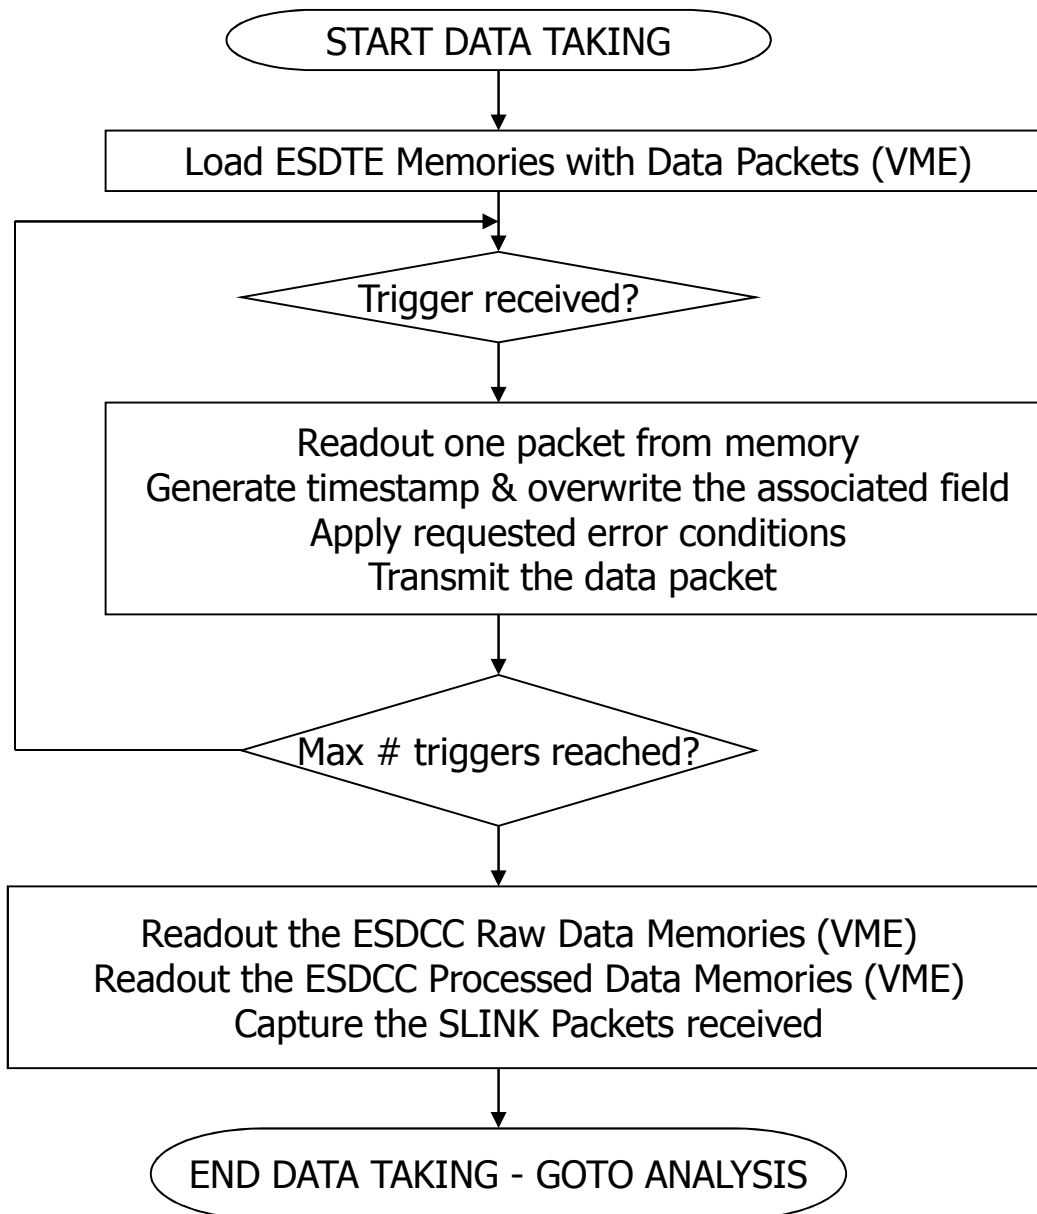 START DATA TAKING
Load ESDTE Memories with Data Packets (VME)
Trigger received?
Readout one packet from memory
Generate timestamp & overwrite the associated field
Apply requested error conditions
Transmit the data packet
Max # triggers reached?
Readout the ESDCC Raw Data Memories (VME)
Readout the ESDCC Processed Data Memories (VME)
Capture the SLINK Packets received
END DATA TAKING - GOTO ANALYSIS